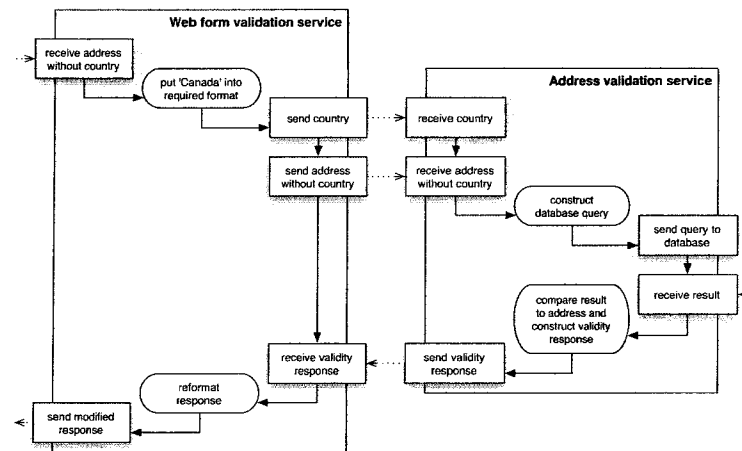 Web form validation service
receive address
without country
put 'Canada' into
required format
send country
send address
without country
receive validity
response
reformat
response
send modified
response
Address validation service
receive country
receive address
without country
construct
database query
send query to
database
receive result
compare result
to address and
construct validity
response
send validity
response